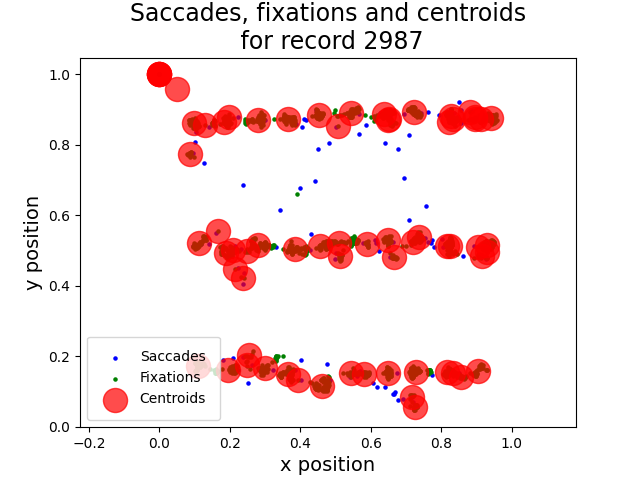 Saccades, fixations and centroids
for record 2987
1.0
0.8
0.6
0.4
0.2
0.0
y position
Saccades
Fixations
Centroids
−0.2
0.0
0.2
0.4
0.6
0.8
1.0
x position